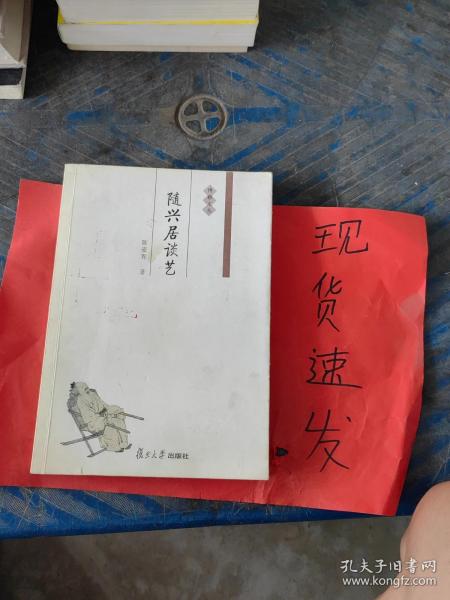 随兴居谈艺
著
复旦大学出版社
现货速发
孔夫子旧书网
www.kongfz.com